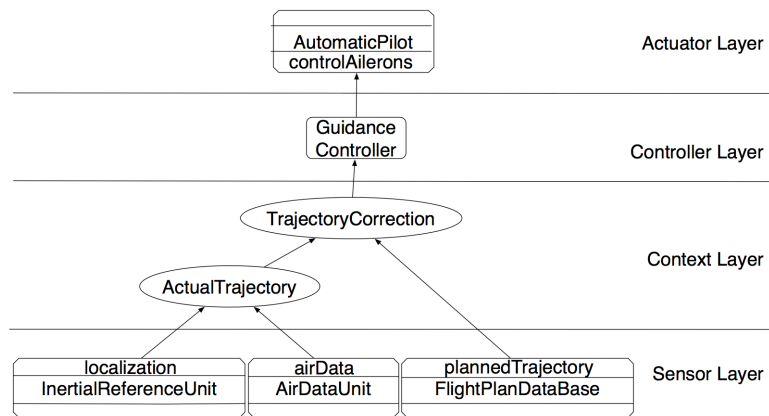 AutomaticPilot
controlAilerons
Actuator Layer
Guidance
Controller
Controller Layer
TrajectoryCorrection
Context Layer
ActualTrajectory
localization
InertialReferenceUnit
airData
AirDataUnit
plannedTrajectory
FlightPlanDataBase
Sensor Layer